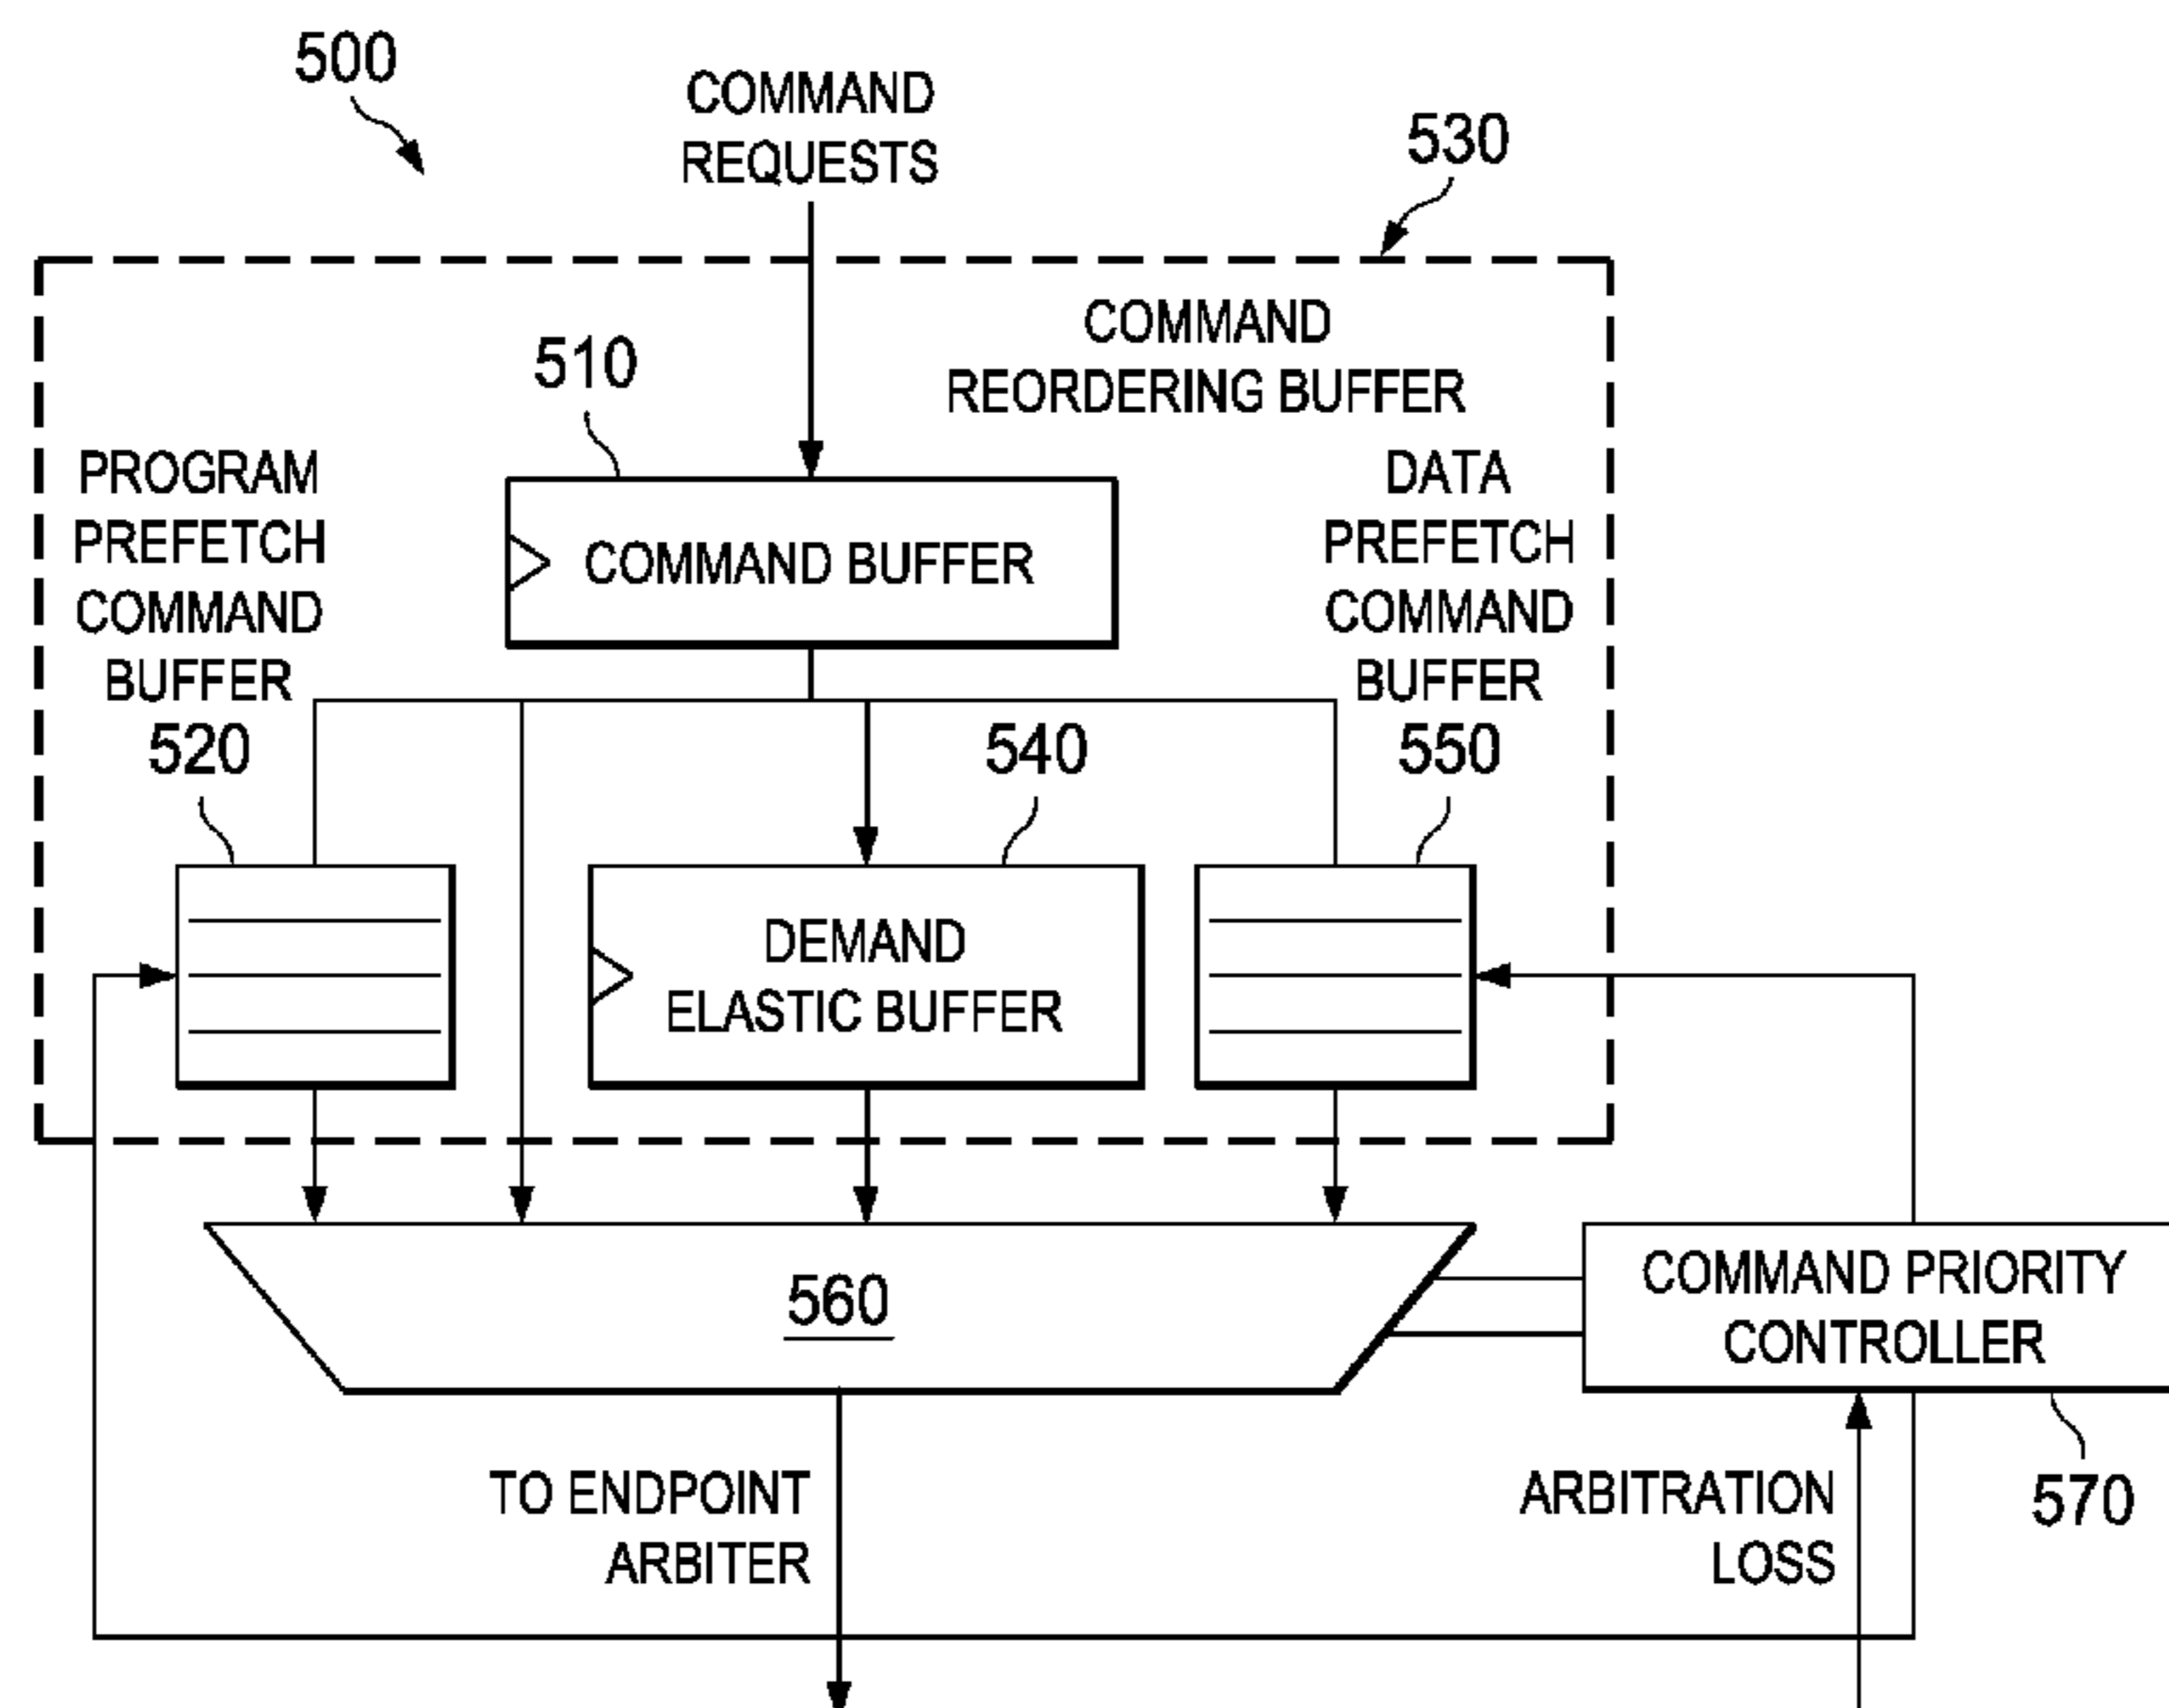 500
COMMAND
REQUESTS
530
COMMAND
REORDERING BUFFER
510
PROGRAM
PREFETCH
COMMAND
BUFFER
520
COMMAND BUFFER
DATA
PREFETCH
COMMAND
BUFFER
550
540
DEMAND
ELASTIC BUFFER
560
COMMAND PRIORITY
CONTROLLER
TO ENDPOINT
ARBITER
ARBITRATION
LOSS
570